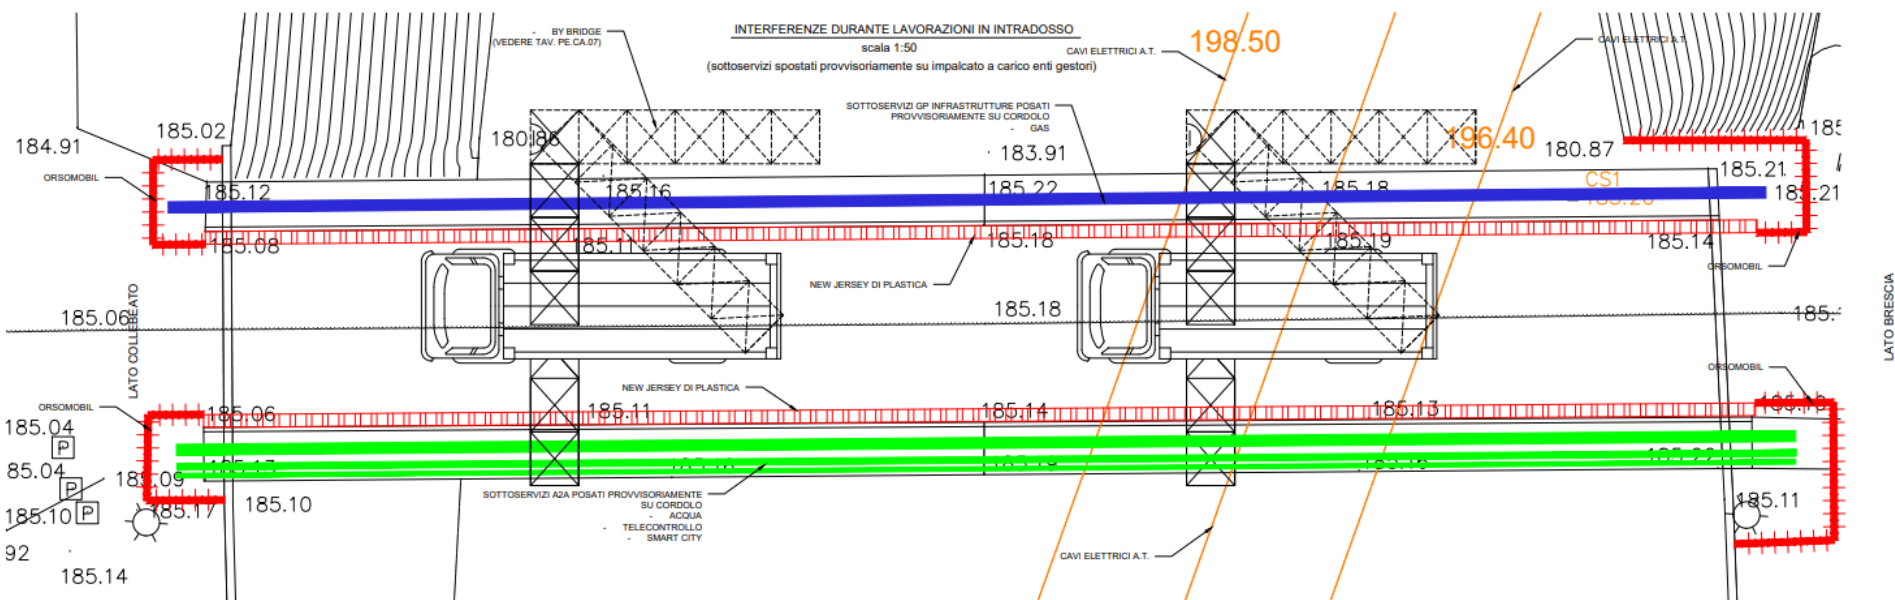 INTERFERENZE DURANTE LAVORAZIONI IN INTRADOSSO
scala 1:50
(sottoservizi spostati provvisoriamente su impalcato a carico enti gestori)
- BY BRIDGE
(VEDERE TAV. PE.CA.07)
CAVI ELETTRICI A.T.
198.50
CAVI ELETTRICI A.T.
SOTTOSERVIZI GP INFRASTRUTTURE POSATI
PROVVISORIAMENTE SU CORDOLO
- GAS
185.02
184.91
180.86
183.91
196.40
180.87
185.21
ORSOMOBIL
185.12
185.16
185.22
185.18
CS1
185.21
185.08
185.11
185.18
185.19
185.14
ORSOMOBIL
NEW JERSEY DI PLASTICA
185.06
185.18
LATO COLLEBEATO
LATO BRESCIA
ORSOMOBIL
NEW JERSEY DI PLASTICA
ORSOMOBIL
185.06
185.11
185.14
185.13
185.04
P
85.04
185.09
P
185.10
P
185.17
185.10
185.11
SOTTOSERVIZI A2A POSATI PROVVISORIAMENTE
SU CORDOLO
- ACQUA
- TELECONTROLLO
- SMART CITY
92
185.14
CAVI ELETTRICI A.T.